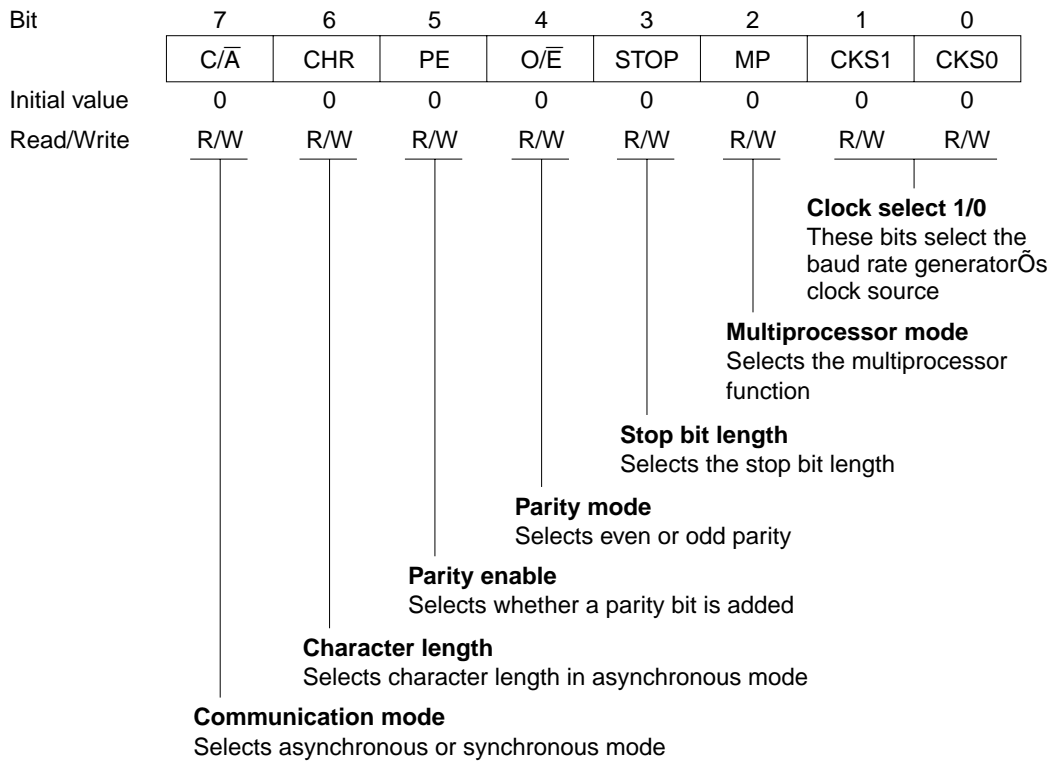 Bit 7 6 5 4 3 2 1 0
C/A̅ CHR PE O/E̅ STOP MP CKS1 CKS0
Initial value 0 0 0 0 0 0 0 0
Read/Write R/W R/W R/W R/W R/W R/W R/W R/W
Clock select 1/0
These bits select the
baud rate generatorÕs
clock source
Multiprocessor mode
Selects the multiprocessor
function
Stop bit length
Selects the stop bit length
Parity mode
Selects even or odd parity
Parity enable
Selects whether a parity bit is added
Character length
Selects character length in asynchronous mode
Communication mode
Selects asynchronous or synchronous mode